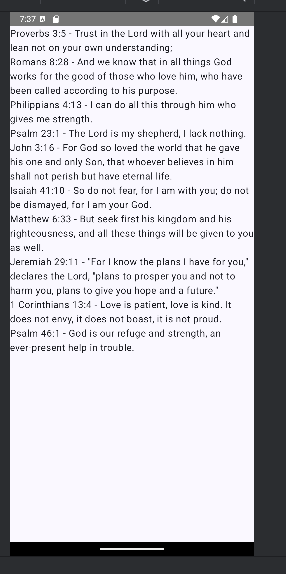 7:37
Proverbs 3:5 - Trust in the Lord with all your heart and
lean not on your own understanding;
Romans 8:28 - And we know that in all things God
works for the good of those who love him, who have
been called according to his purpose.
Philippians 4:13 - I can do all this through him who
gives me strength.
Psalm 23:1 - The Lord is my shepherd, I lack nothing.
John 3:16 - For God so loved the world that he gave
his one and only Son, that whoever believes in him
shall not perish but have eternal life.
Isaiah 41:10 - So do not fear, for I am with you; do not
be dismayed, for I am your God.
Matthew 6:33 - But seek first his kingdom and his
righteousness, and all these things will be given to you
as well.
Jeremiah 29:11 - "For I know the plans I have for you,"
declares the Lord, "plans to prosper you and not to
harm you, plans to give you hope and a future."
1 Corinthians 13:4 - Love is patient, love is kind. It
does not envy, it does not boast, it is not proud.
Psalm 46:1 - God is our refuge and strength, an
ever-present help in trouble.